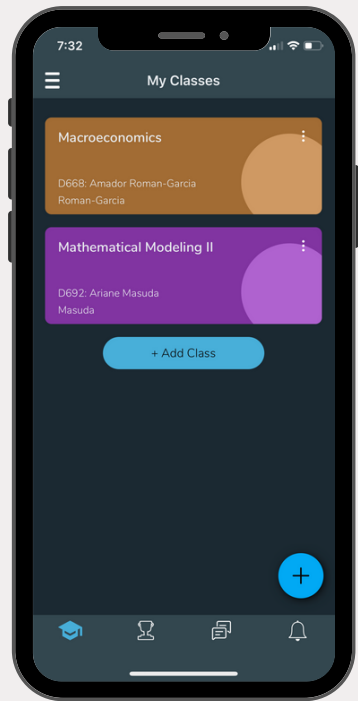 7:32
My Classes
Macroeconomics
D668: Amador Roman-Garcia
Roman-Garcia
Mathematical Modeling II
D692: Ariane Masuda
Masuda
+ Add Class